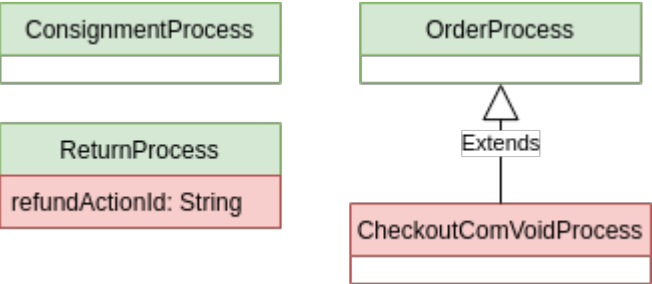 ConsignmentProcess
OrderProcess
ReturnProcess
refundActionId: String
Extends
CheckoutComVoidProcess